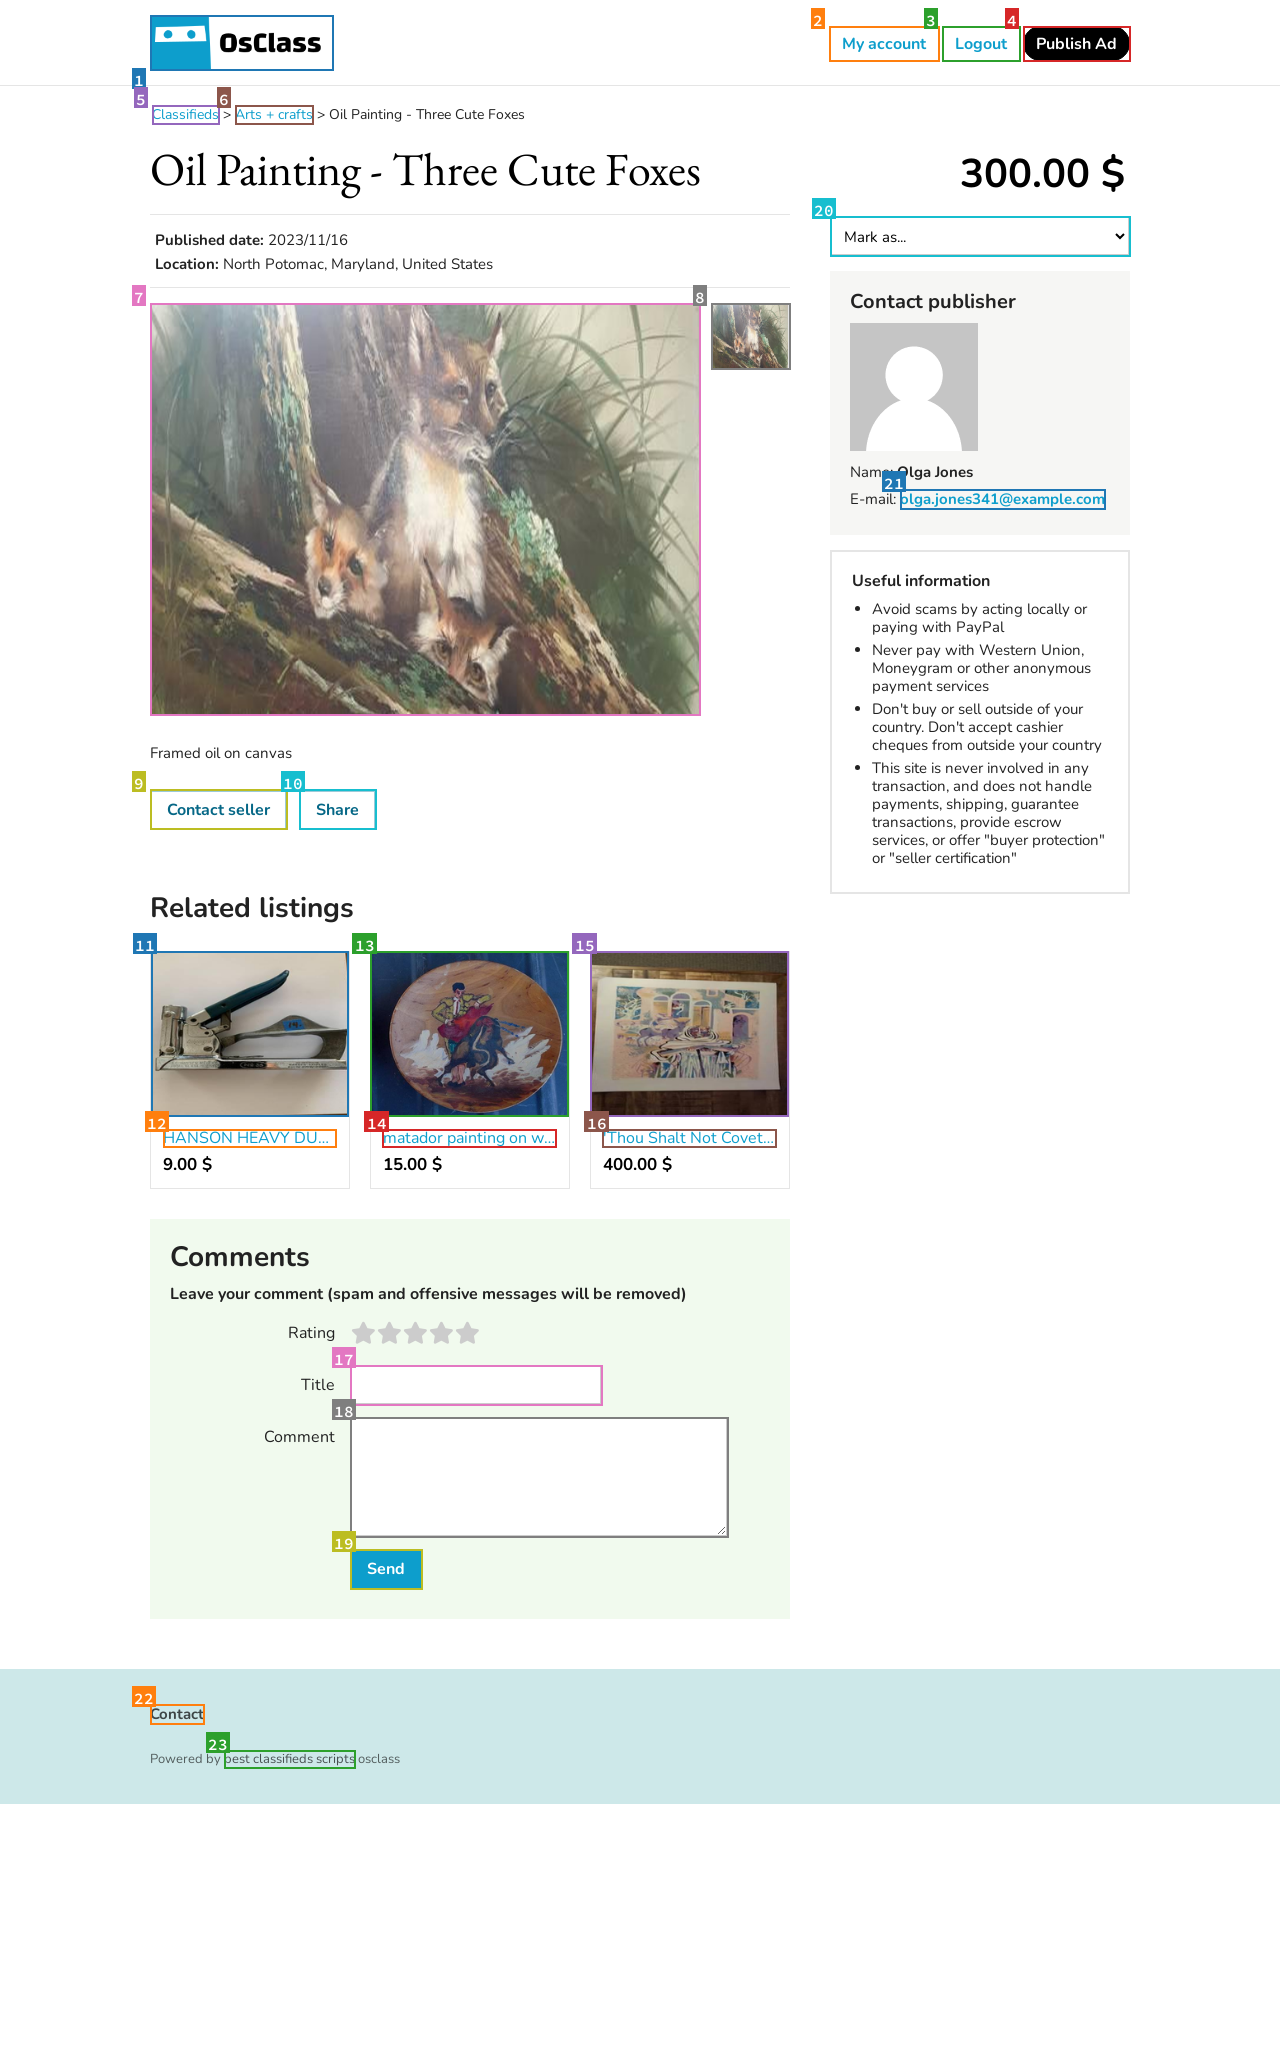 OsClass
2
3
4
My account
Logout
Publish Ad
1
5
6
Classifieds > Arts + crafts > Oil Painting - Three Cute Foxes
Oil Painting - Three Cute Foxes
300.00 $
20
Mark as...
Published date: 2023/11/16
Location: North Potomac, Maryland, United States
7
8
Contact publisher
Name: Olga Jones
21
E-mail: olga.jones341@example.com
Useful information
Avoid scams by acting locally or
paying with PayPal
Never pay with Western Union,
Moneygram or other anonymous
payment services
Don't buy or sell outside of your
country. Don't accept cashier
cheques from outside your country
This site is never involved in any
transaction, and does not handle
payments, shipping, guarantee
transactions, provide escrow
services, or offer "buyer protection"
or "seller certification"
Framed oil on canvas
9
10
Contact seller
Share
Related listings
11
13
15
12
14
16
HANSON HEAVY DU...
matador painting on w...
"Thou Shalt Not Covet...
9.00 $
15.00 $
400.00 $
Comments
Leave your comment (spam and offensive messages will be removed)
Rating
17
Title
18
Comment
19
Send
22
Contact
23
Powered by best classifieds scripts osclass